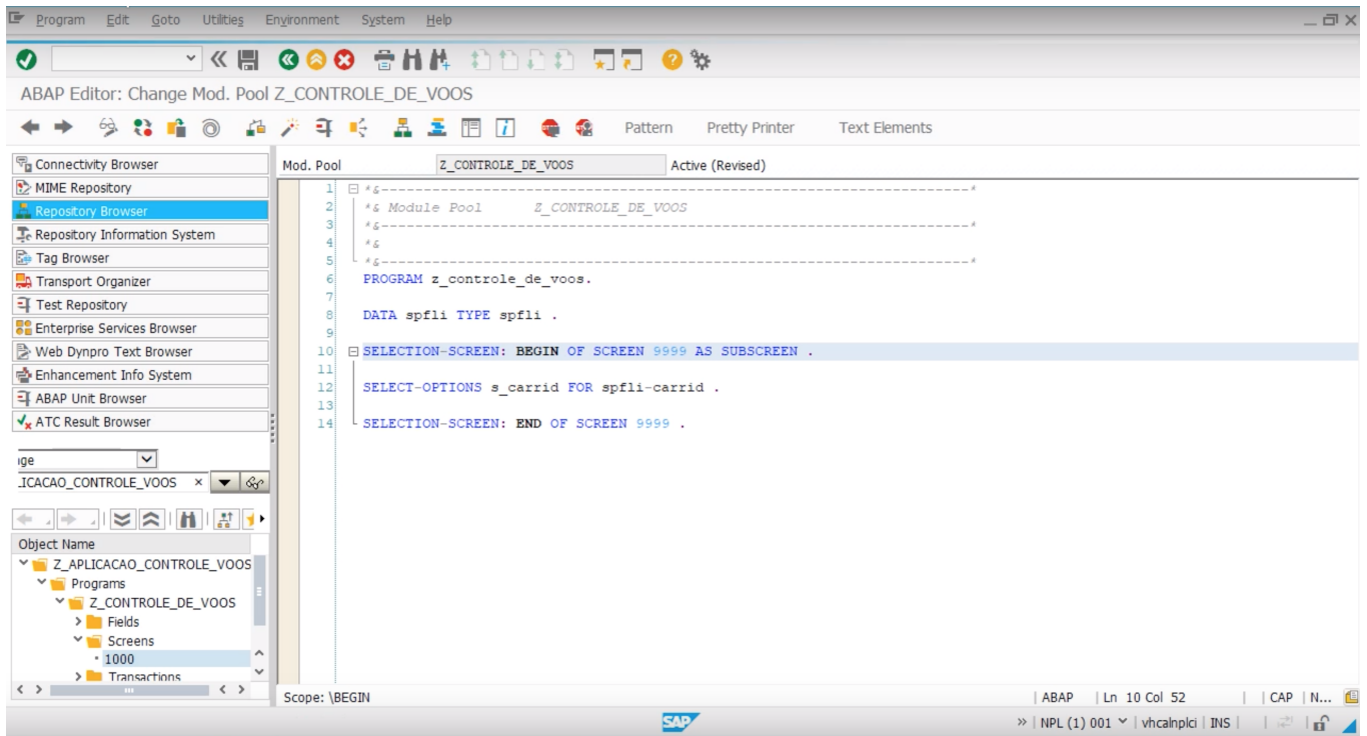 Program Edit Goto Utilities Environment System Help
ABAP Editor: Change Mod. Pool Z_CONTROLE_DE_VOOS
Pattern Pretty Printer Text Elements
Connectivity Browser
MIME Repository
Repository Browser
Repository Information System
Tag Browser
Transport Organizer
Test Repository
Enterprise Services Browser
Web Dynpro Text Browser
Enhancement Info System
ABAP Unit Browser
ATC Result Browser
ıge
.ICACAO_CONTROLE_VOOS
Object Name
Z_APLICACAO_CONTROLE_VOOS
Programs
Z_CONTROLE_DE_VOOS
Fields
Screens
1000
Transactions
Mod. Pool Z_CONTROLE_DE_VOOS Active (Revised)
1 *&---------------------------------------------------------------------*
2 *& Module Pool Z_CONTROLE_DE_VOOS
3 *&---------------------------------------------------------------------*
4 *&
5 *&---------------------------------------------------------------------*
6 PROGRAM z_controle_de_voos.
7
8 DATA spfli TYPE spfli .
9
10 SELECTION-SCREEN: BEGIN OF SCREEN 9999 AS SUBSCREEN .
11
12 SELECT-OPTIONS s_carrid FOR spfli-carrid .
13
14 SELECTION-SCREEN: END OF SCREEN 9999 .
Scope: \BEGIN ABAP Ln 10 Col 52 CAP N...
SAP NPL (1) 001 vhcalnplci INS